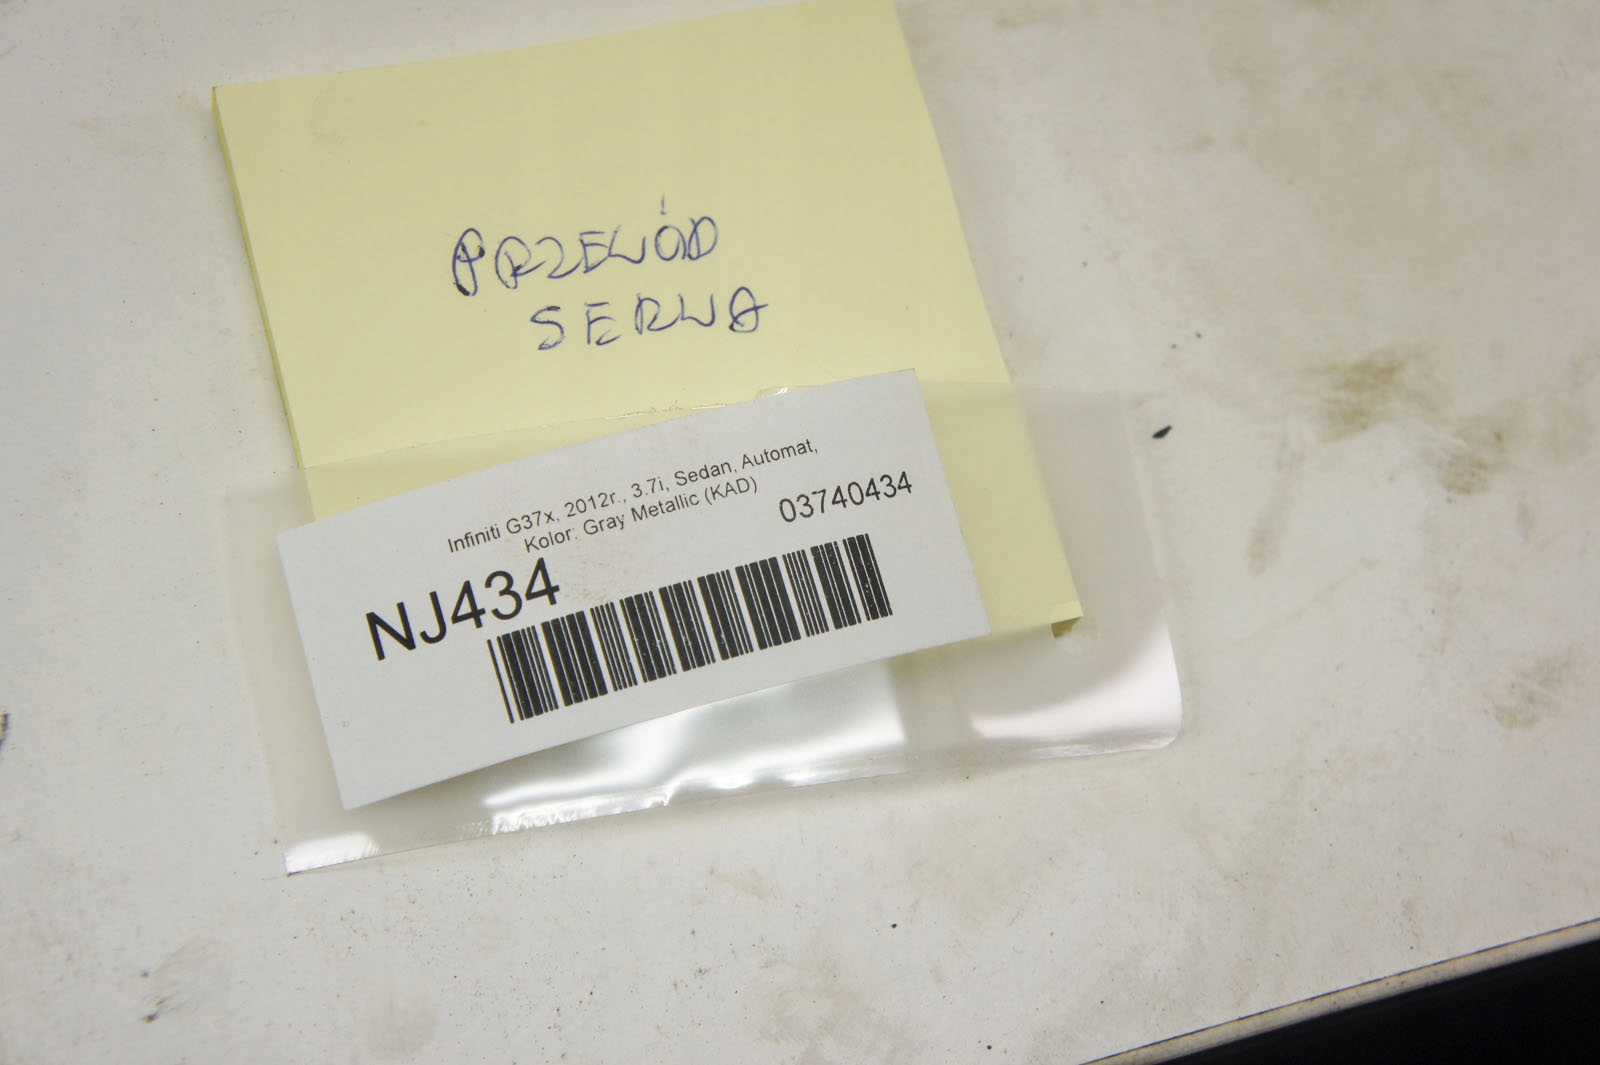 PRZEWÓD
SERWA
Infiniti G37x, 2012r., 3.7i, Sedan, Automat,
Kolor: Gray Metallic (KAD)
03740434
NJ434